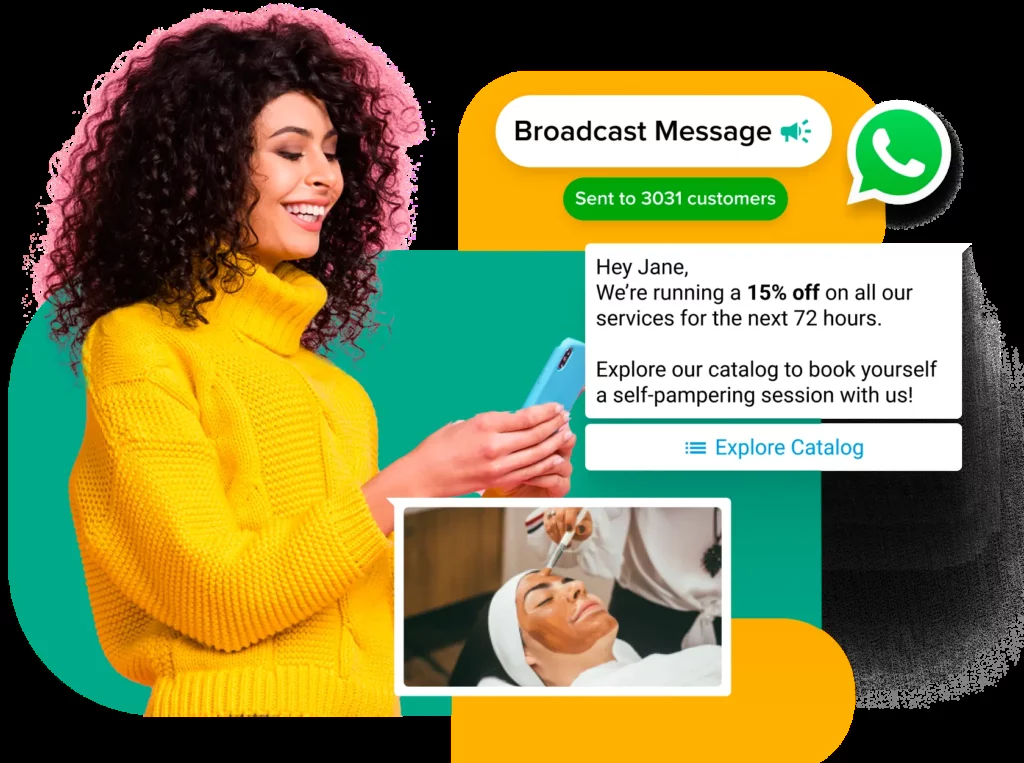 Broadcast Message
Sent to 3031 customers
Hey Jane,
We’re running a 15% off on all our
services for the next 72 hours.
Explore our catalog to book yourself
a self-pampering session with us!
Explore Catalog